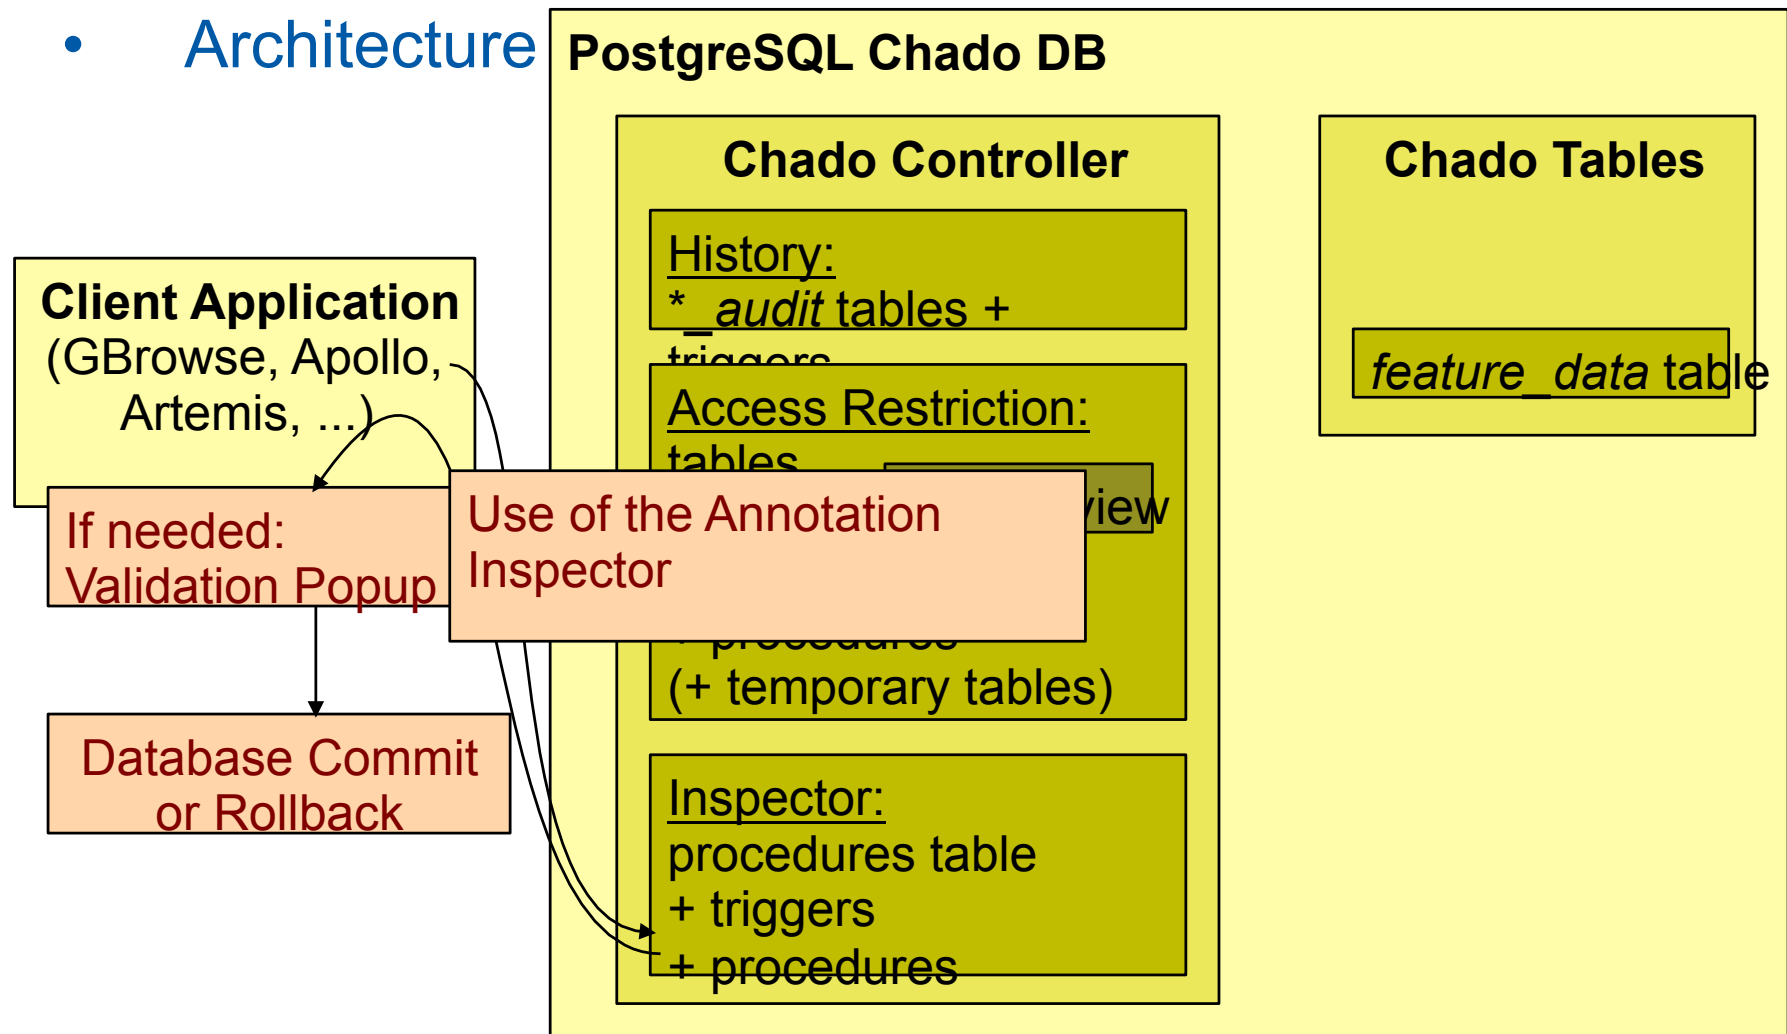 • Architecture
PostgreSQL Chado DB
Chado Controller
History:
*_audit tables +
triggers
Access Restriction:
tables
view
+ procedures
(+ temporary tables)
Inspector:
procedures table
+ triggers
+ procedures
Chado Tables
feature_data table
Client Application
(GBrowse, Apollo,
Artemis, ...)
Use of the Annotation
Inspector
If needed:
Validation Popup
Database Commit
or Rollback